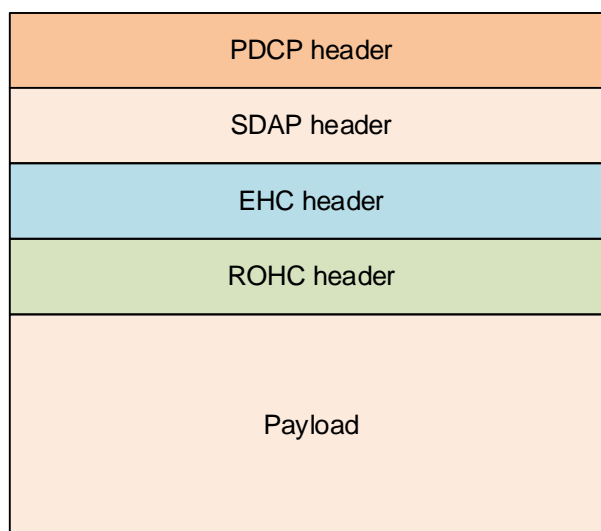 PDCP header
SDAP header
EHC header
ROHC header
Payload